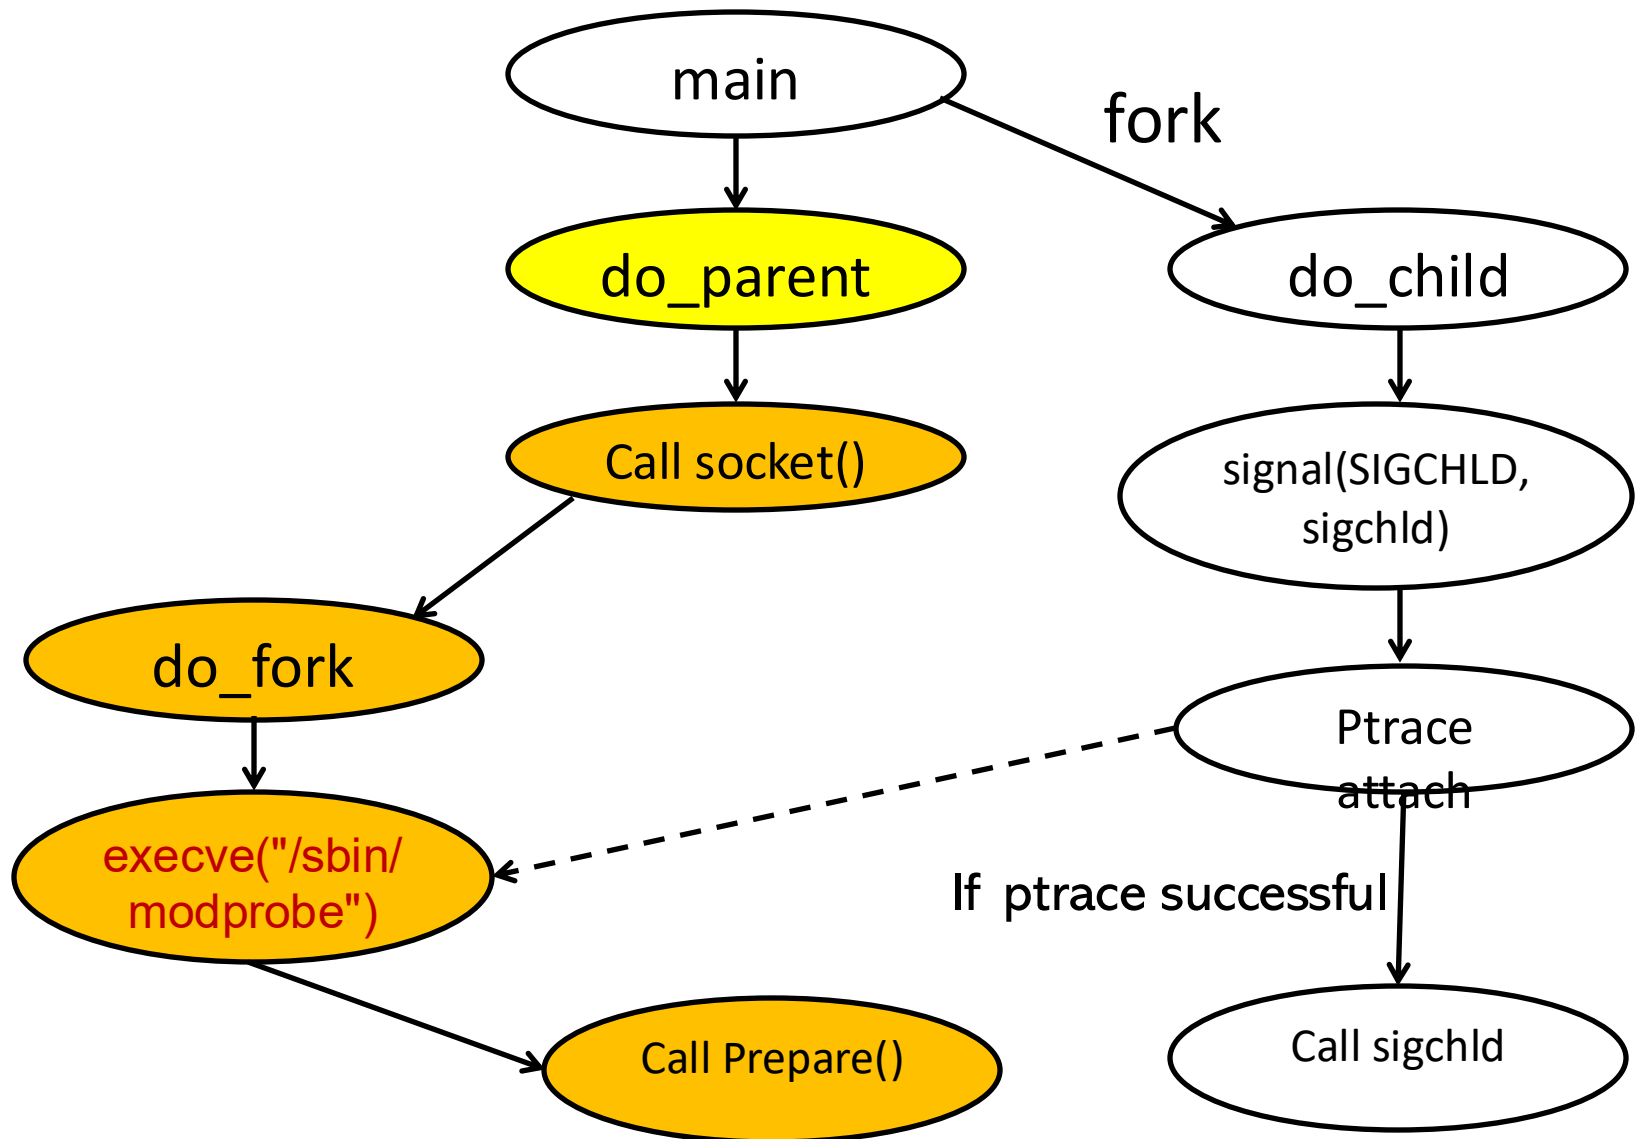 main
fork
do_parent
do_child
Call socket()
signal(SIGCHLD,
sigchld)
do_fork
Ptrace
attach
execve("/sbin/
modprobe")
If ptrace successful
Call Prepare()
Call sigchld